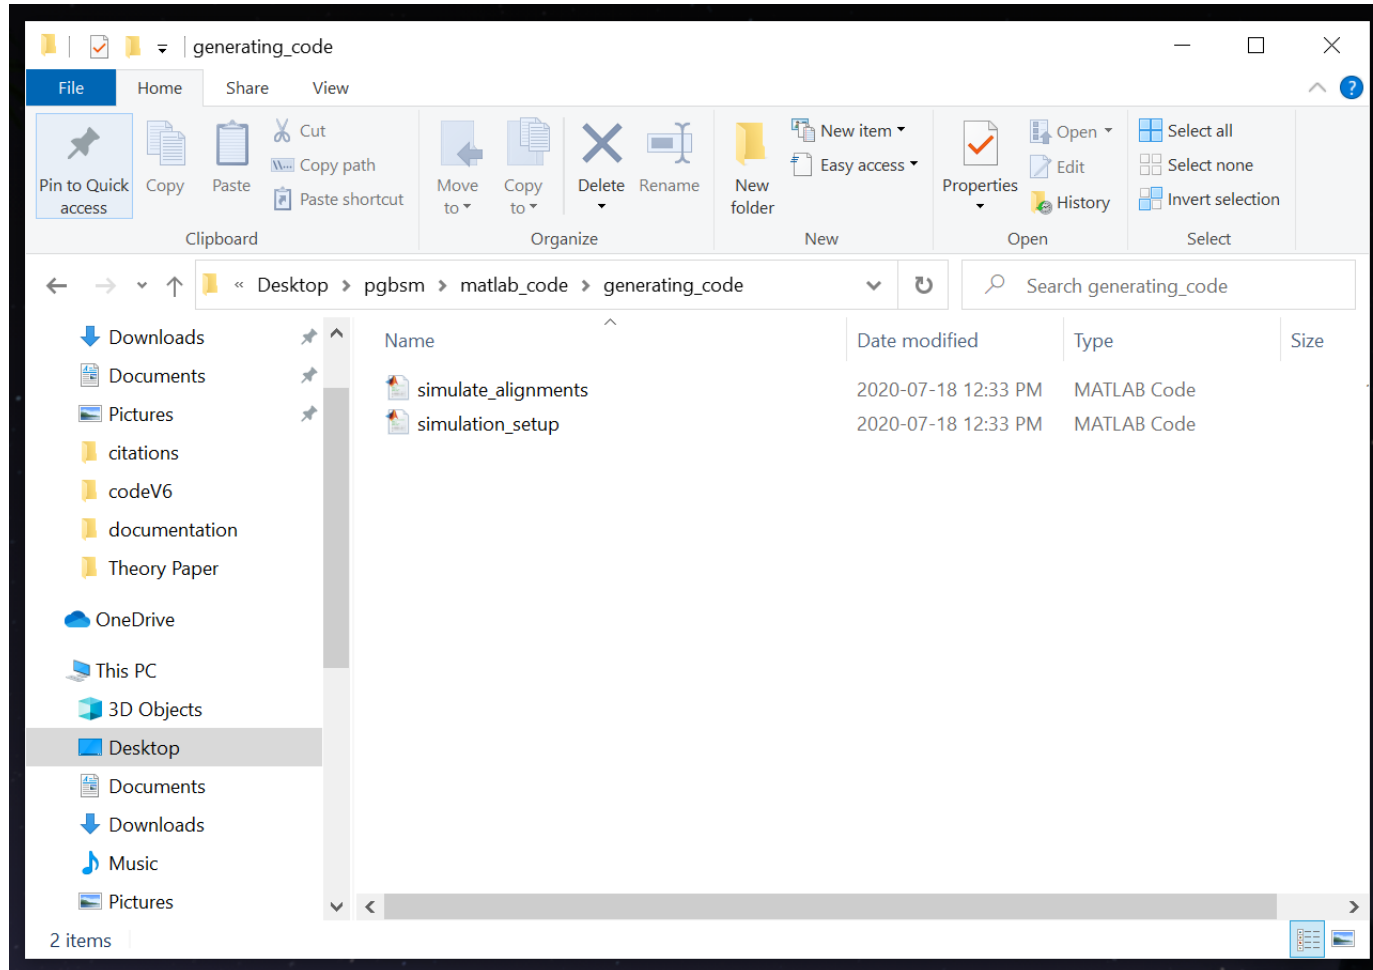 generating_code
File Home Share View
Pin to Quick access
Copy
Paste
Cut
Copy path
Paste shortcut
Clipboard
Move to
Copy to
Delete
Rename
Organize
New folder
New item
Easy access
New
Properties
Open
Edit
History
Open
Select all
Select none
Invert selection
Select
« Desktop > pgbsm > matlab_code > generating_code
Search generating_code
Downloads
Documents
Pictures
citations
codeV6
documentation
Theory Paper
OneDrive
This PC
3D Objects
Desktop
Documents
Downloads
Music
Pictures
Name Date modified Type Size
simulate_alignments 2020-07-18 12:33 PM MATLAB Code
simulation_setup 2020-07-18 12:33 PM MATLAB Code
2 items